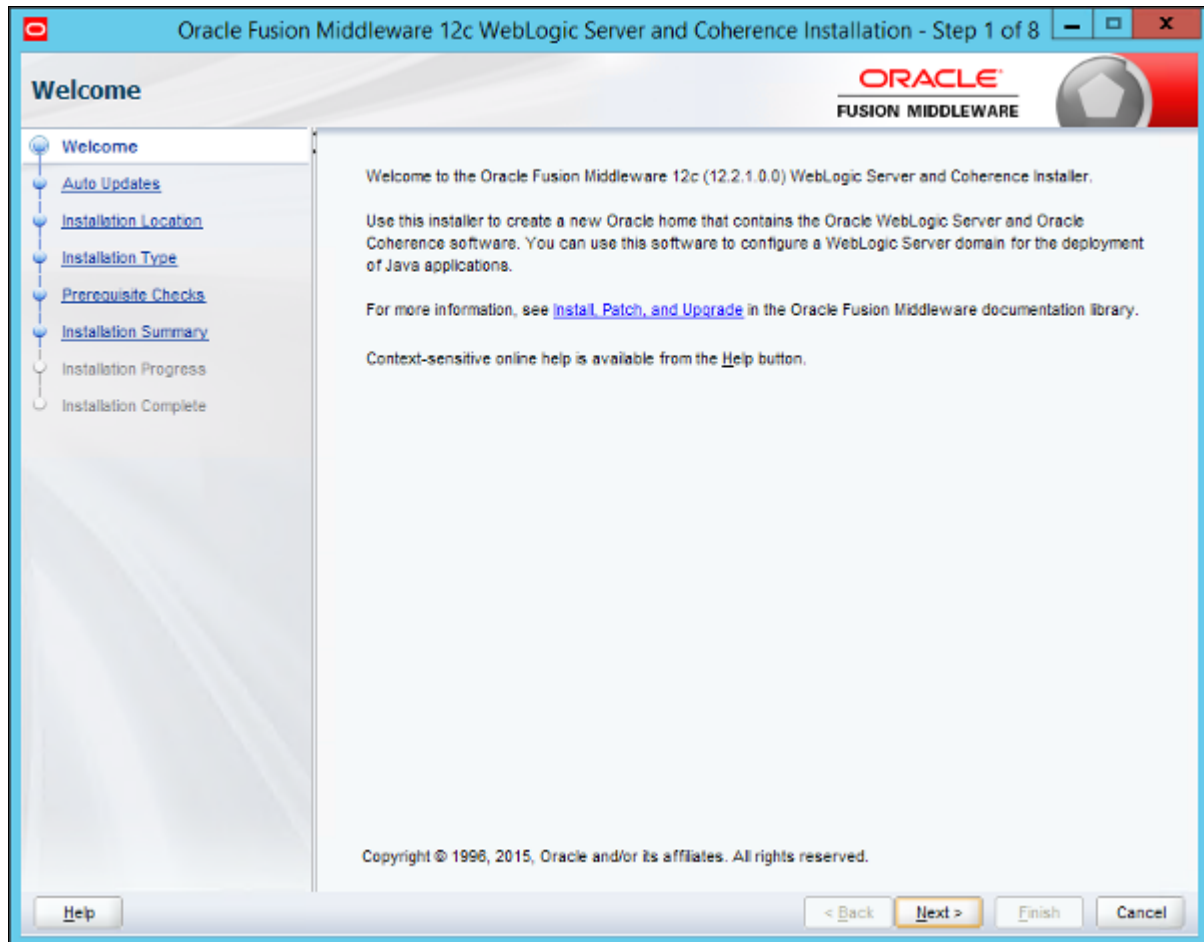 Oracle Fusion Middleware 12c WebLogic Server and Coherence Installation - Step 1 of 8
Welcome
ORACLE
FUSION MIDDLEWARE
Welcome
Auto Updates
Installation Location
Installation Type
Prerequisite Checks
Installation Summary
Installation Progress
Installation Complete
Welcome to the Oracle Fusion Middleware 12c (12.2.1.0.0) WebLogic Server and Coherence Installer.
Use this installer to create a new Oracle home that contains the Oracle WebLogic Server and Oracle
Coherence software. You can use this software to configure a WebLogic Server domain for the deployment
of Java applications.
For more information, see Install, Patch, and Upgrade in the Oracle Fusion Middleware documentation library.
Context-sensitive online help is available from the Help button.
Copyright © 1996, 2015, Oracle and/or its affiliates. All rights reserved.
Help
< Back
Next >
Finish
Cancel